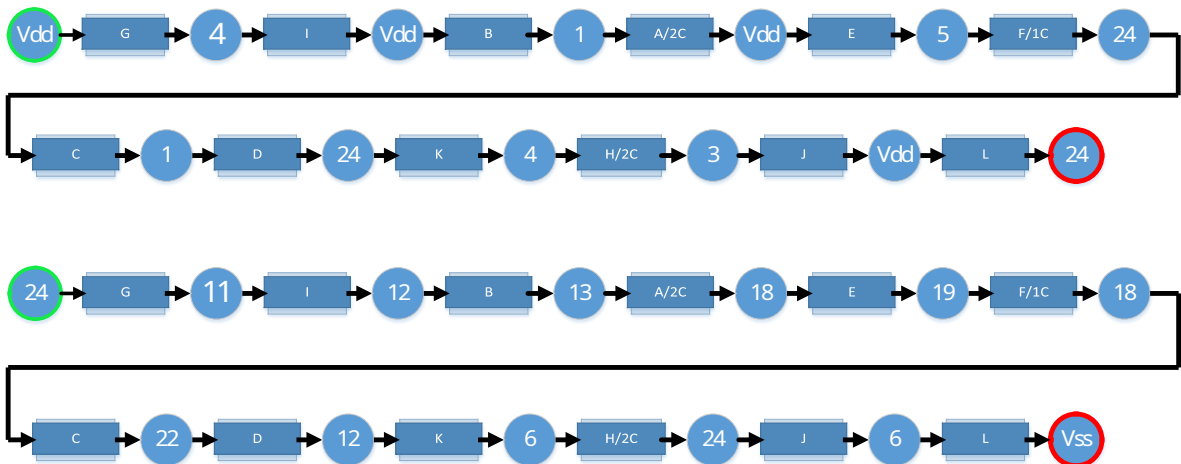 Vdd G 4 I Vdd B 1 A/2C Vdd E 5 F/1C 24
C 1 D 24 K 4 H/2C 3 J Vdd L 24
24 G 11 I 12 B 13 A/2C 18 E 19 F/1C 18
C 22 D 12 K 6 H/2C 24 J 6 L Vss